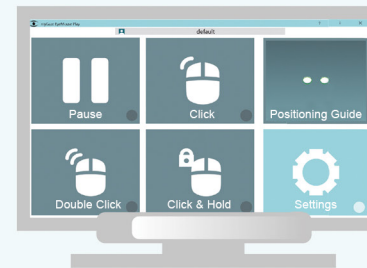 default
Pause
Click
Positioning Guide
Double Click
Click & Hold
Settings